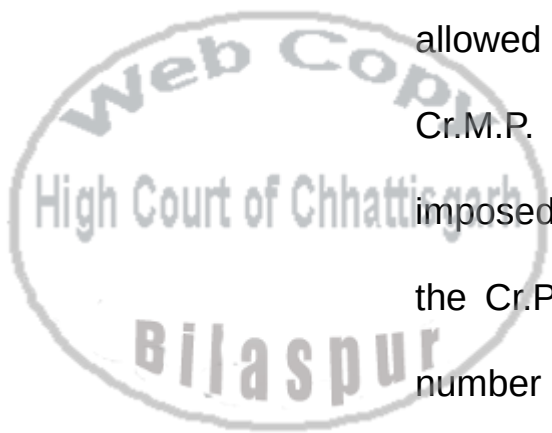 allowed
Web Copy
Cr.M.P.
High Court of Chhattisgarh
imposed
the Cr.P
Bilaspur
number